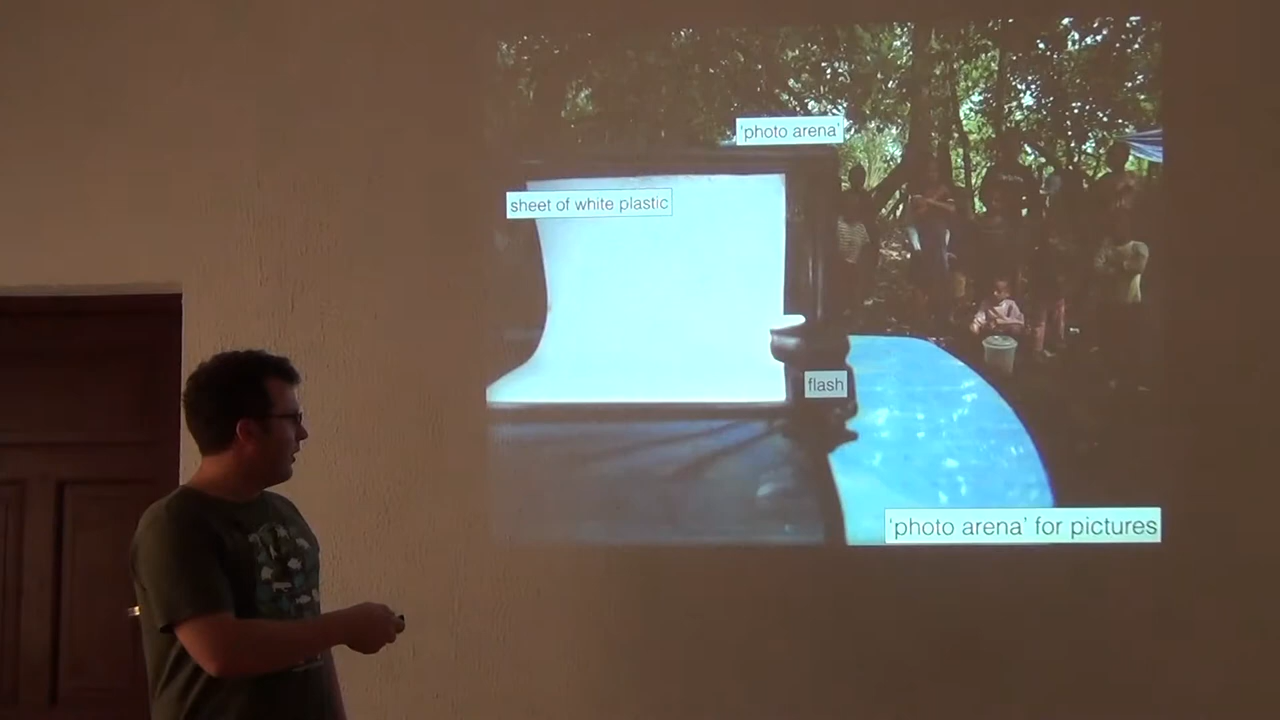 'photo arena'
sheet of white plastic
flash
'photo arena' for pictures